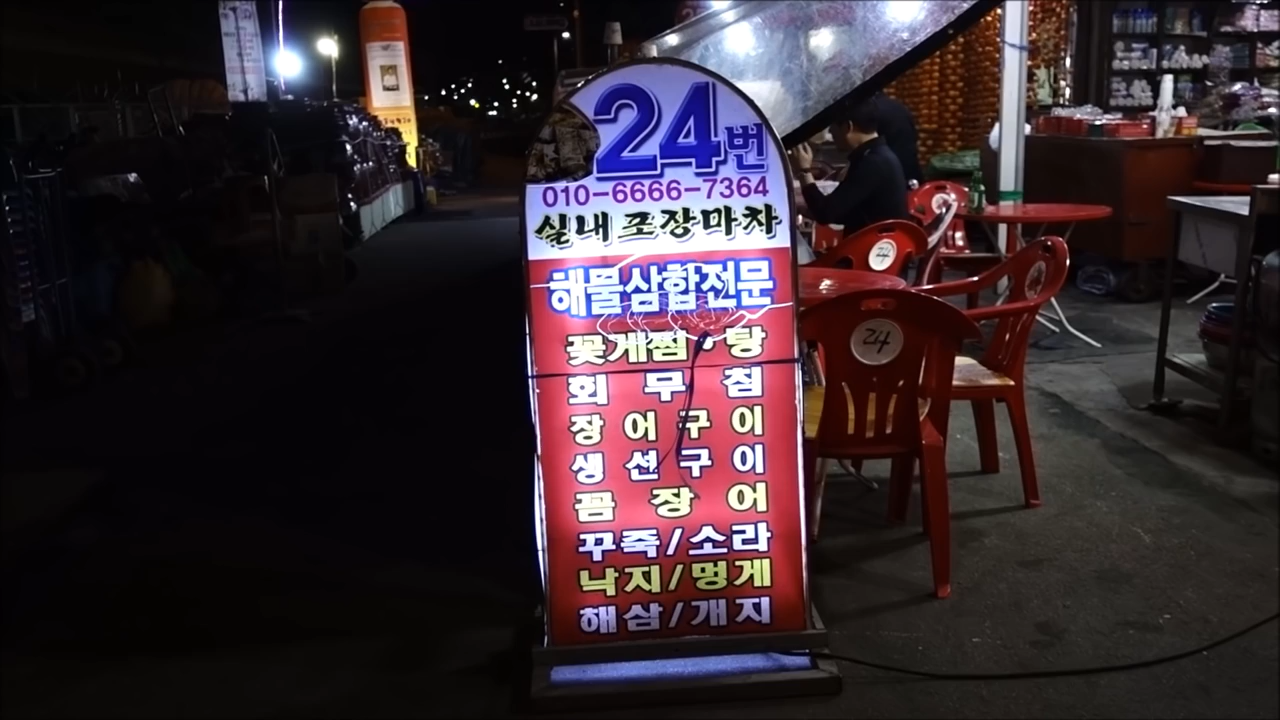 24번
010-6666-7364
실내포장마차
해물삼합전문
꽃게찜·탕
회무침
장어구이
생선구이
꼼장어
꾸죽/소라
낙지/멍게
해삼/개지
24
24